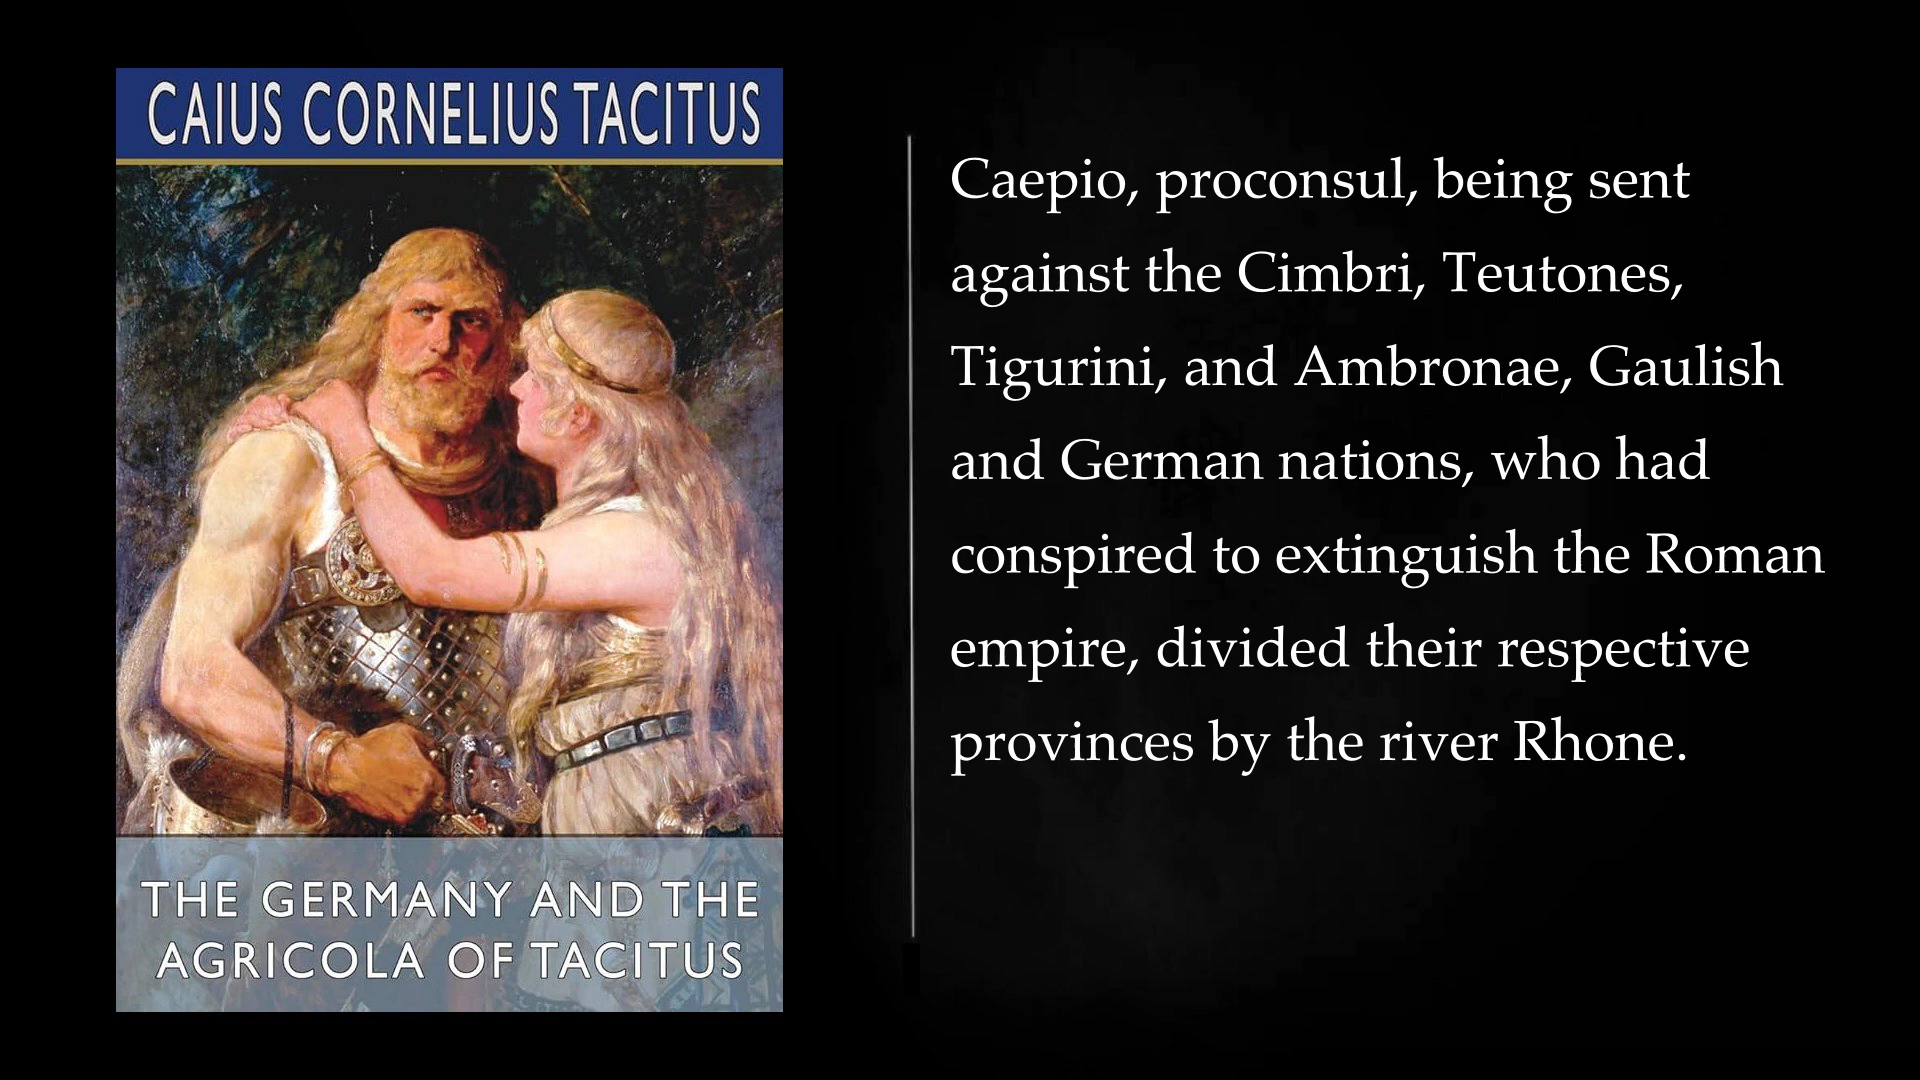 CAIUS CORNELIUS TACITUS
THE GERMANY AND THE
AGRICOLA OF TACITUS
Caepio, proconsul, being sent
against the Cimbri, Teutones,
Tigurini, and Ambronae, Gaulish
and German nations, who had
conspired to extinguish the Roman
empire, divided their respective
provinces by the river Rhone.